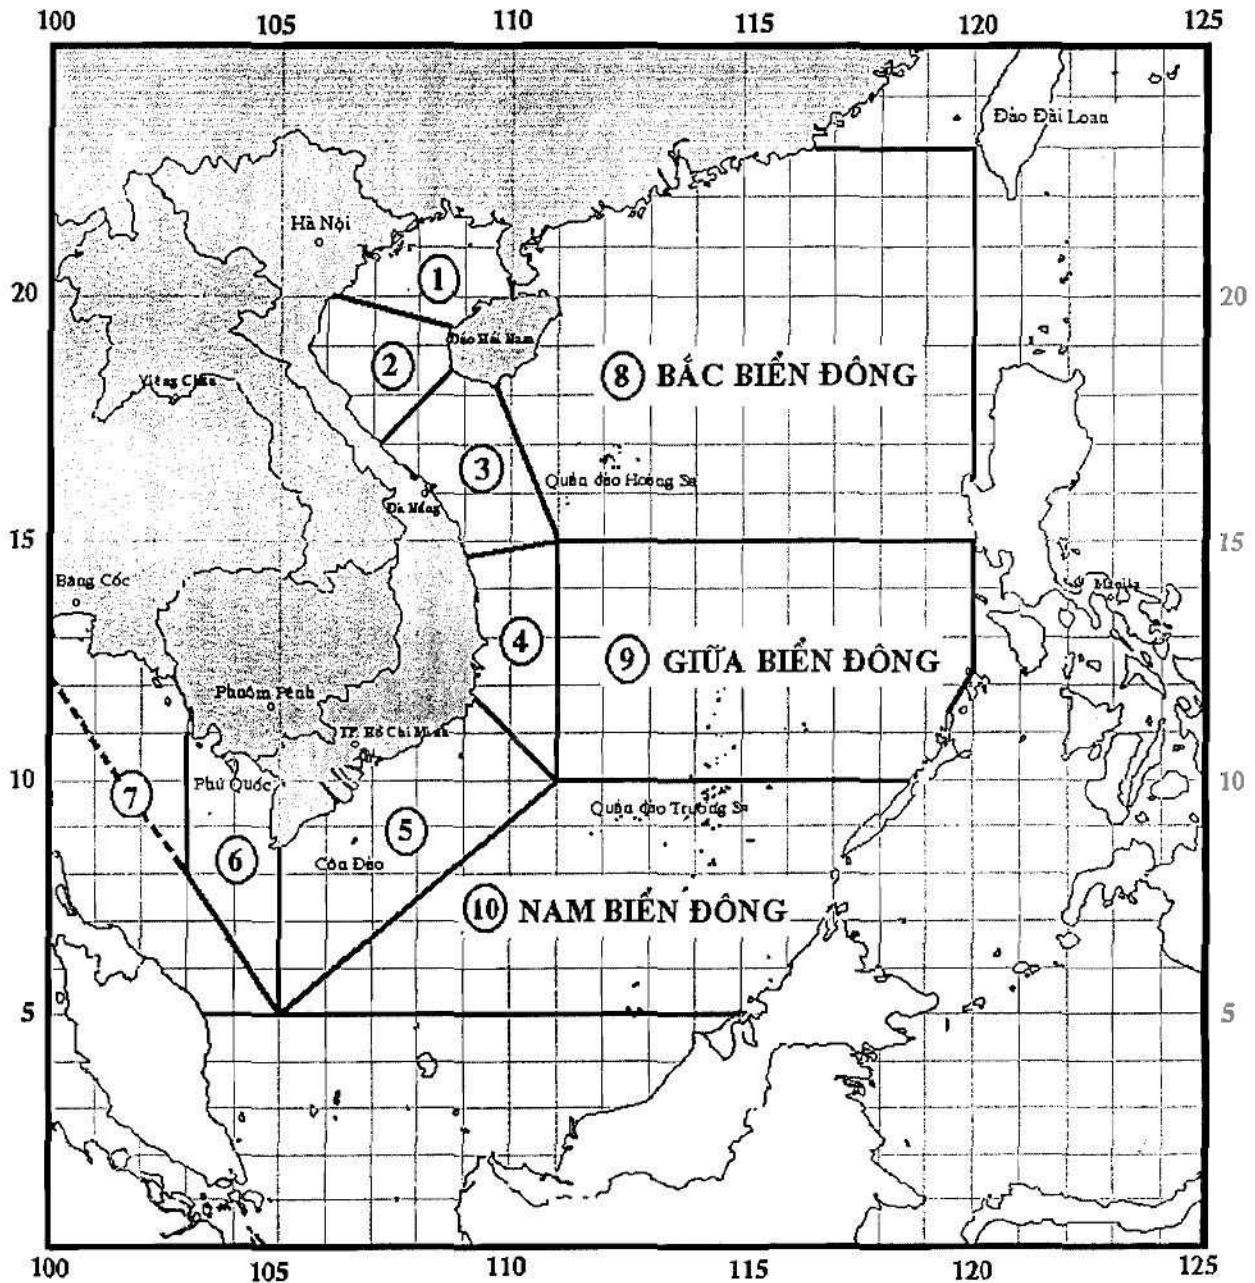 100 105 110 115 120 125
Đảo Đài Loan
Hà Nội
1
20 20
Đảo Hải Nam
2
8 BẮC BIỂN ĐÔNG
Viêng Chăn
3
Quần đảo Hoàng Sa
Đà Nẵng
15 15
Băng Cốc
Manila
4
9 GIỮA BIỂN ĐÔNG
Phnôm Pênh
TP. Hồ Chí Minh
10 10
Phú Quốc
7
Quần đảo Trường Sa
5
6
Côn Đảo
10 NAM BIỂN ĐÔNG
5 5
100 105 110 115 120 125